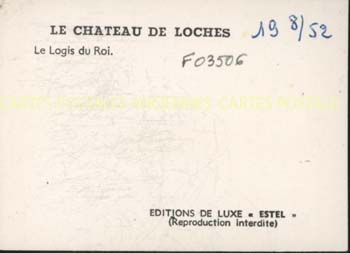 LE CHATEAU DE LOCHES
19 8/52
Le Logis du Roi.
F03506
CARTES POSTALES ANCIENNES CARTES POSTALE
EDITIONS DE LUXE « ESTEL »
(Reproduction interdite)